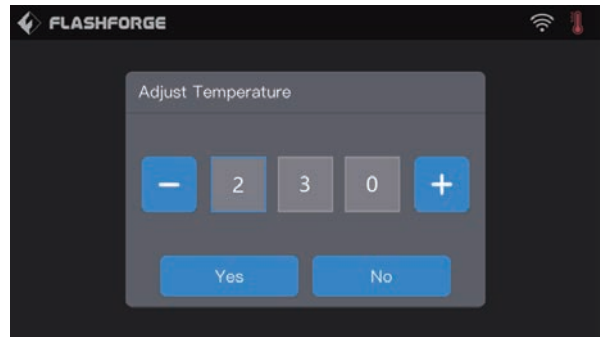 FLASHFORGE
Adjust Temperature
− 2 3 0 +
Yes No